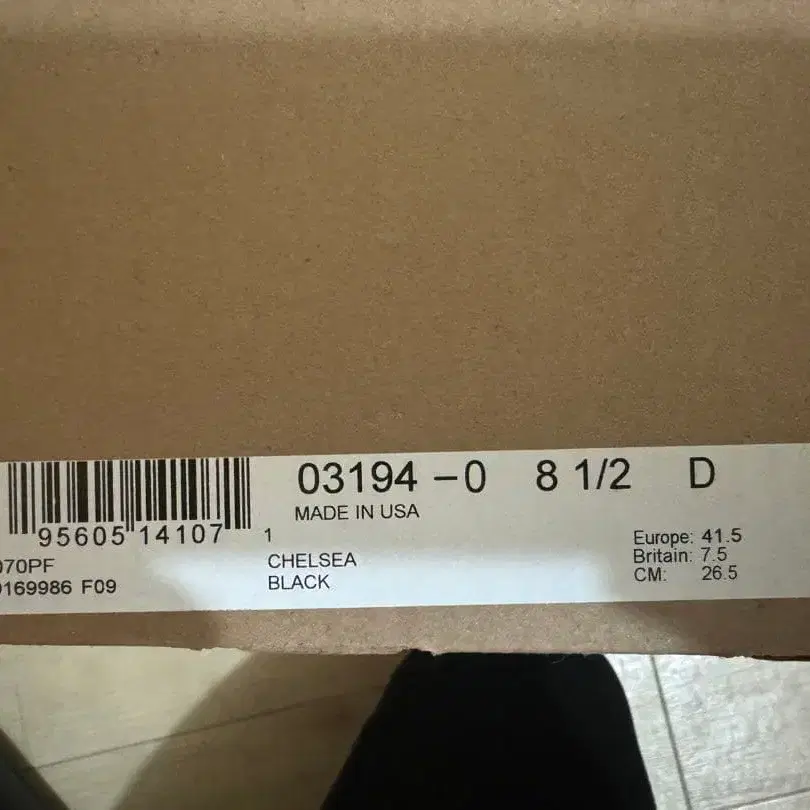 03194 – 0 8 1/2 D
MADE IN USA
95605 14107 1
070PF
0169986 F09
CHELSEA
BLACK
Europe: 41.5
Britain: 7.5
CM: 26.5